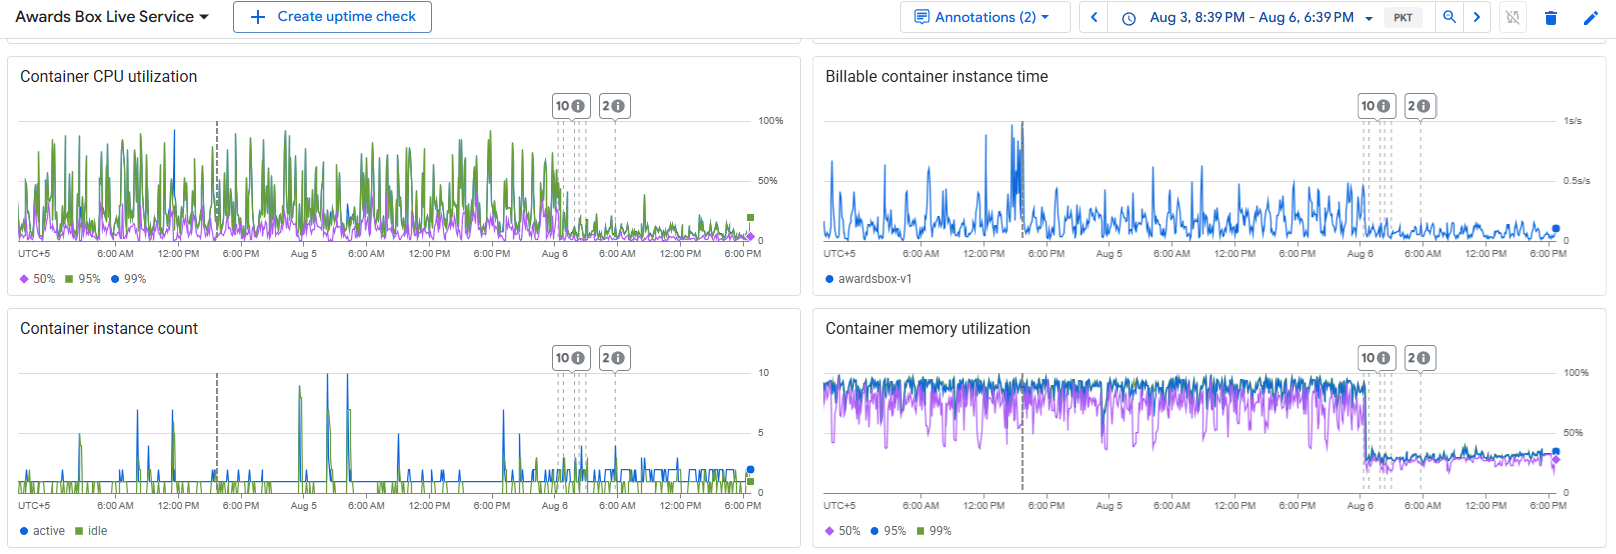 Awards Box Live Service
Create uptime check
Annotations (2)
Aug 3, 8:39 PM - Aug 6, 6:39 PM
PKT
Container CPU utilization
10
2
100%
50%
0
UTC+5
6:00 AM
12:00 PM
6:00 PM
Aug 5
6:00 AM
12:00 PM
6:00 PM
Aug 6
6:00 AM
12:00 PM
6:00 PM
50%
95%
99%
Billable container instance time
10
2
1s/s
0.5s/s
0
UTC+5
6:00 AM
12:00 PM
6:00 PM
Aug 5
6:00 AM
12:00 PM
6:00 PM
Aug 6
6:00 AM
12:00 PM
6:00 PM
awardsbox-v1
Container instance count
10
2
10
5
0
UTC+5
6:00 AM
12:00 PM
6:00 PM
Aug 5
6:00 AM
12:00 PM
6:00 PM
Aug 6
6:00 AM
12:00 PM
6:00 PM
active
idle
Container memory utilization
10
2
100%
50%
0
UTC+5
6:00 AM
12:00 PM
6:00 PM
Aug 5
6:00 AM
12:00 PM
6:00 PM
Aug 6
6:00 AM
12:00 PM
6:00 PM
50%
95%
99%